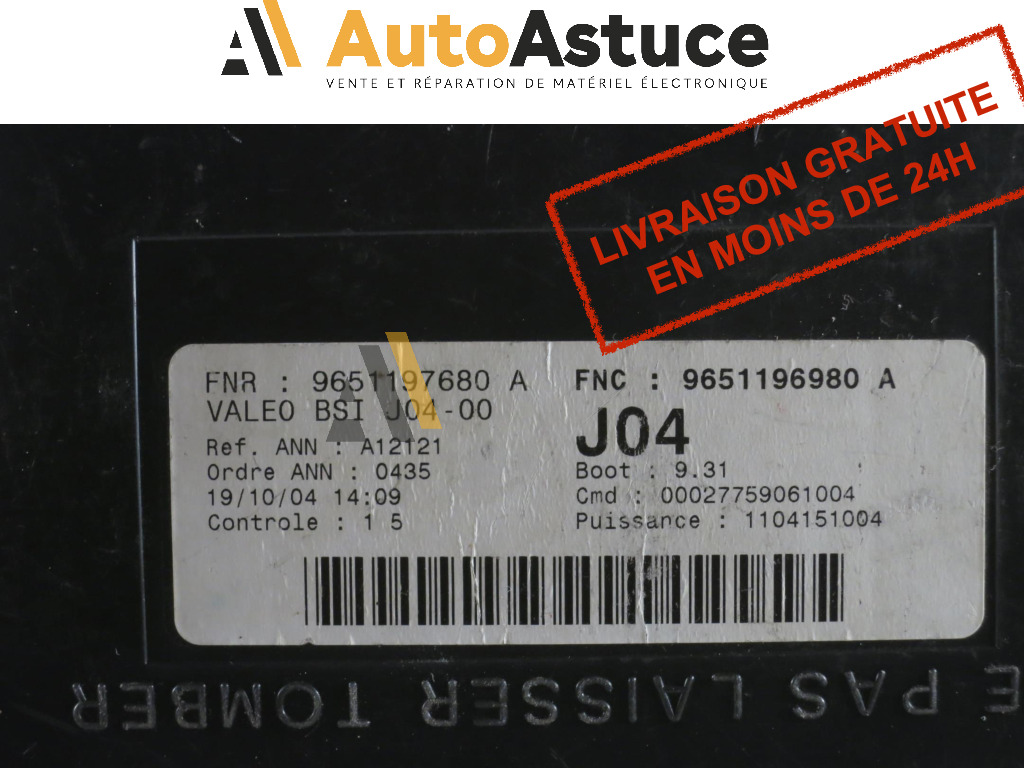 AutoAstuce
VENTE ET RÉPARATION DE MATÉRIEL ÉLECTRONIQUE
LIVRAISON GRATUITE
EN MOINS DE 24H
FNR : 9651197680 A
VALEO BSI J04-00
Ref. ANN : A12121
Ordre ANN : 0435
19/10/04 14:09
Controle : 1 5
FNC : 9651196980 A
J04
Boot : 9.31
Cmd : 00027759061004
Puissance : 1104151004
E PAS LAISSER TOMBER